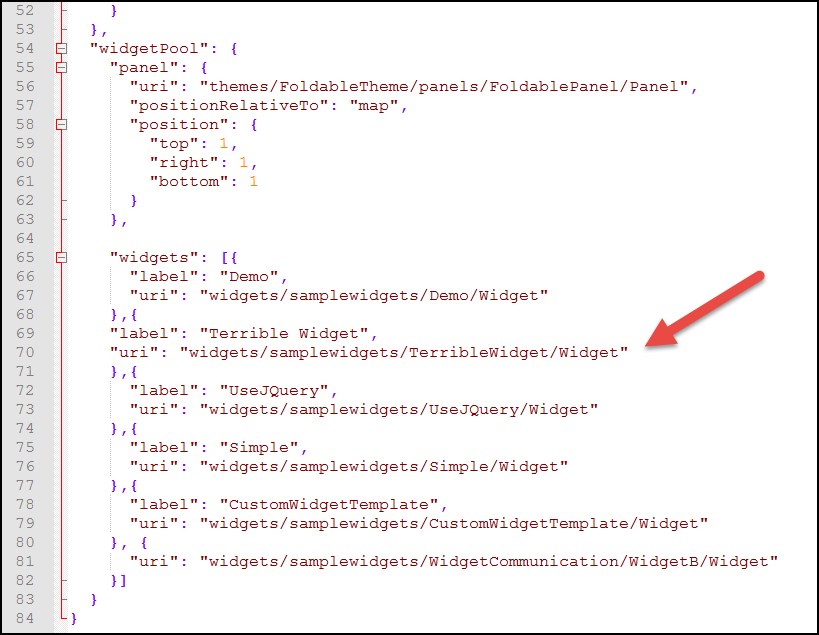 52 }
53 },
54 "widgetPool": {
55 "panel": {
56 "uri": "themes/FoldableTheme/panels/FoldablePanel/Panel",
57 "positionRelativeTo": "map",
58 "position": {
59 "top": 1,
60 "right": 1,
61 "bottom": 1
62 }
63 },
64
65 "widgets": [{
66 "label": "Demo",
67 "uri": "widgets/samplewidgets/Demo/Widget"
68 },{
69 "label": "Terrible Widget",
70 "uri": "widgets/samplewidgets/TerribleWidget/Widget"
71 },{
72 "label": "UseJQuery",
73 "uri": "widgets/samplewidgets/UseJQuery/Widget"
74 },{
75 "label": "Simple",
76 "uri": "widgets/samplewidgets/Simple/Widget"
77 },{
78 "label": "CustomWidgetTemplate",
79 "uri": "widgets/samplewidgets/CustomWidgetTemplate/Widget"
80 }, {
81 "uri": "widgets/samplewidgets/WidgetCommunication/WidgetB/Widget"
82 }]
83 }
84 }